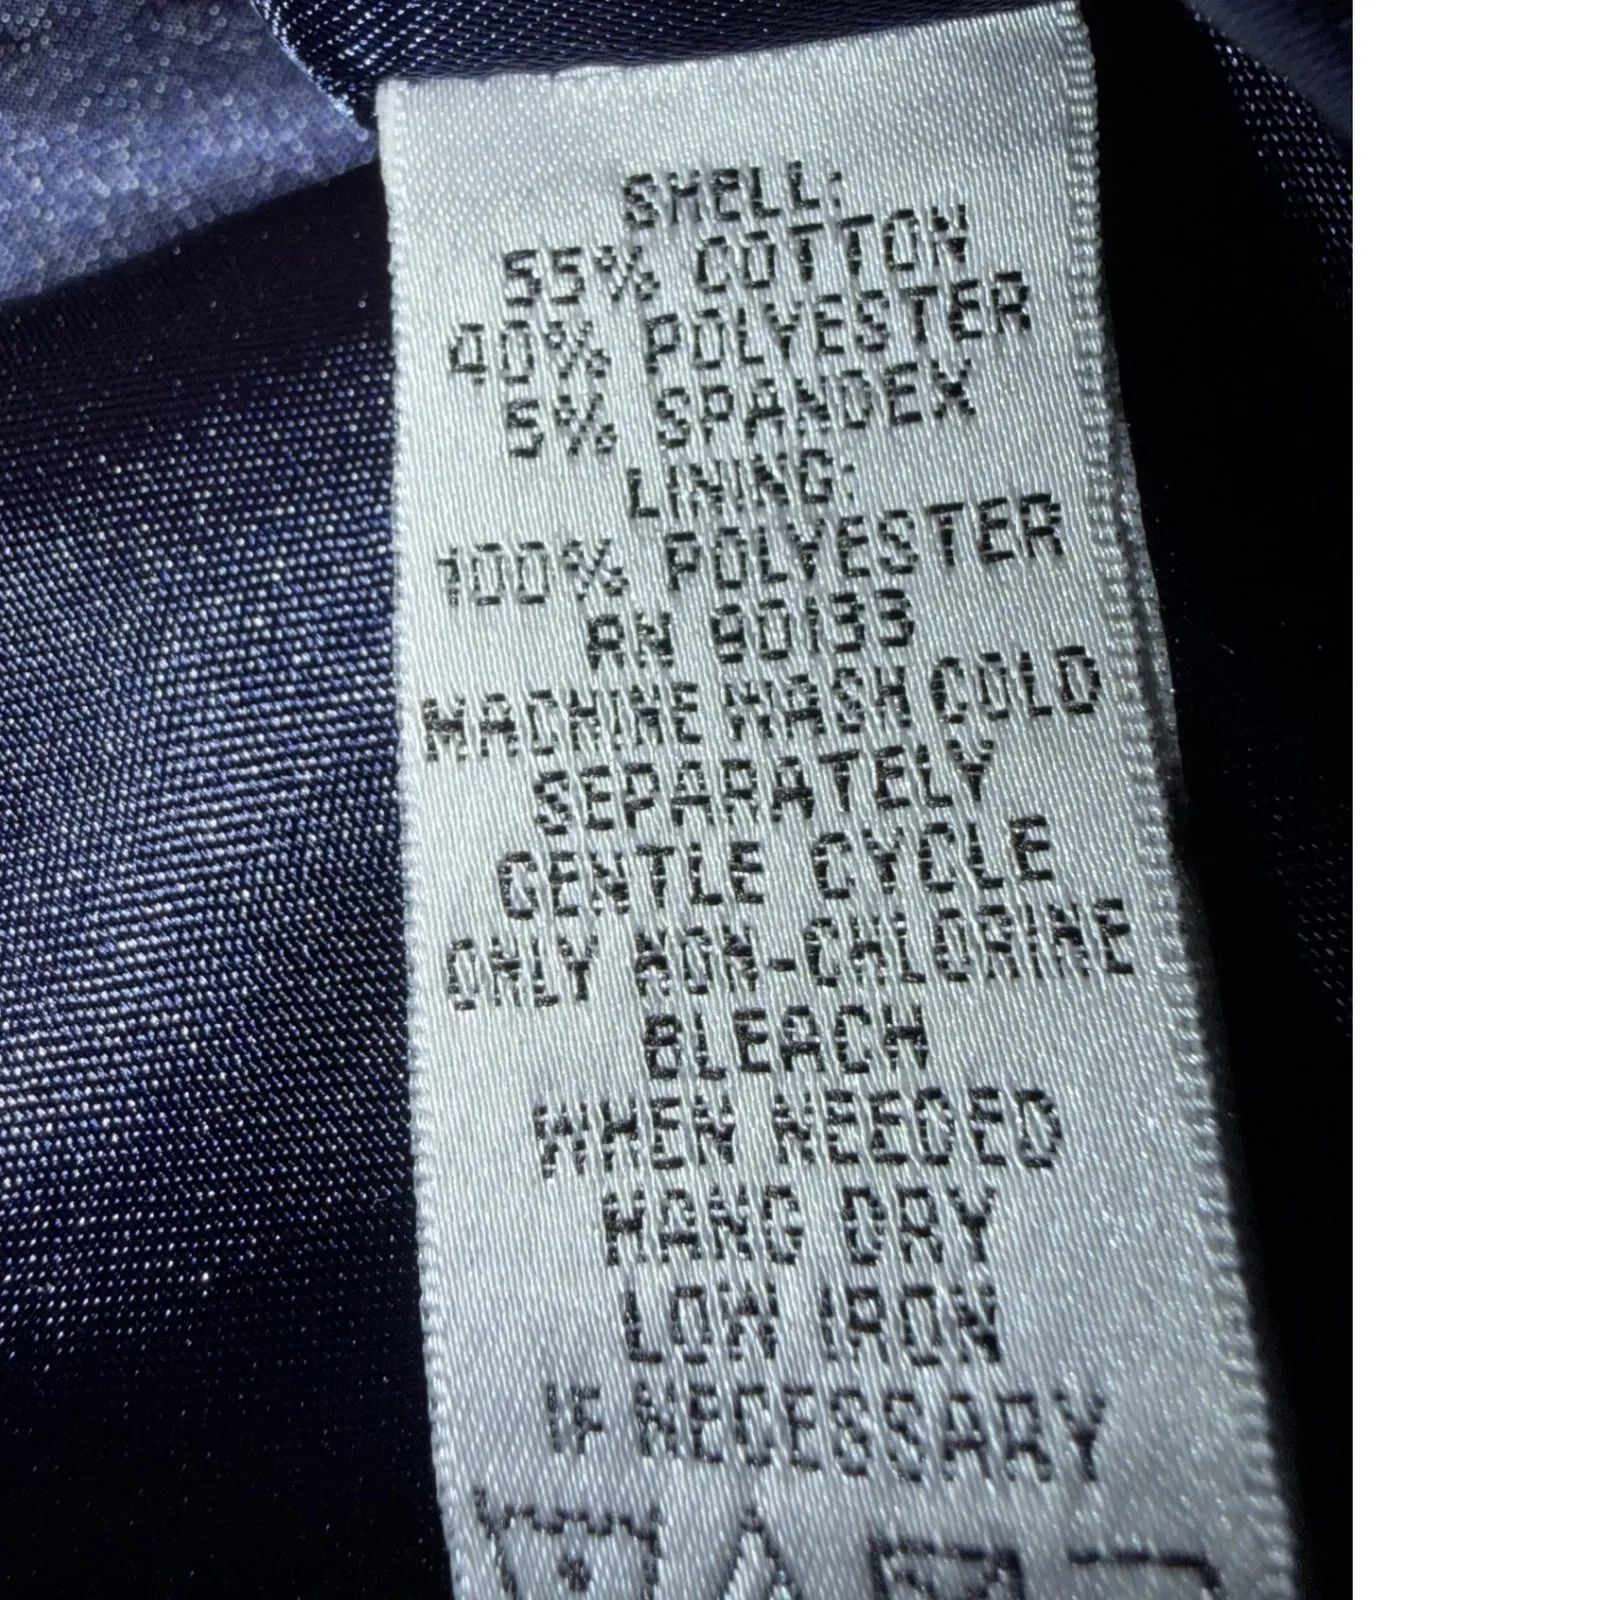 SHELL:
55% COTTON
40% POLYESTER
5% SPANDEX
LINING:
100% POLYESTER
RN 90133
MACHINE WASH COLD
SEPARATELY
GENTLE CYCLE
ONLY NON-CHLORINE
BLEACH
WHEN NEEDED
HANG DRY
LOW IRON
IF NECESSARY